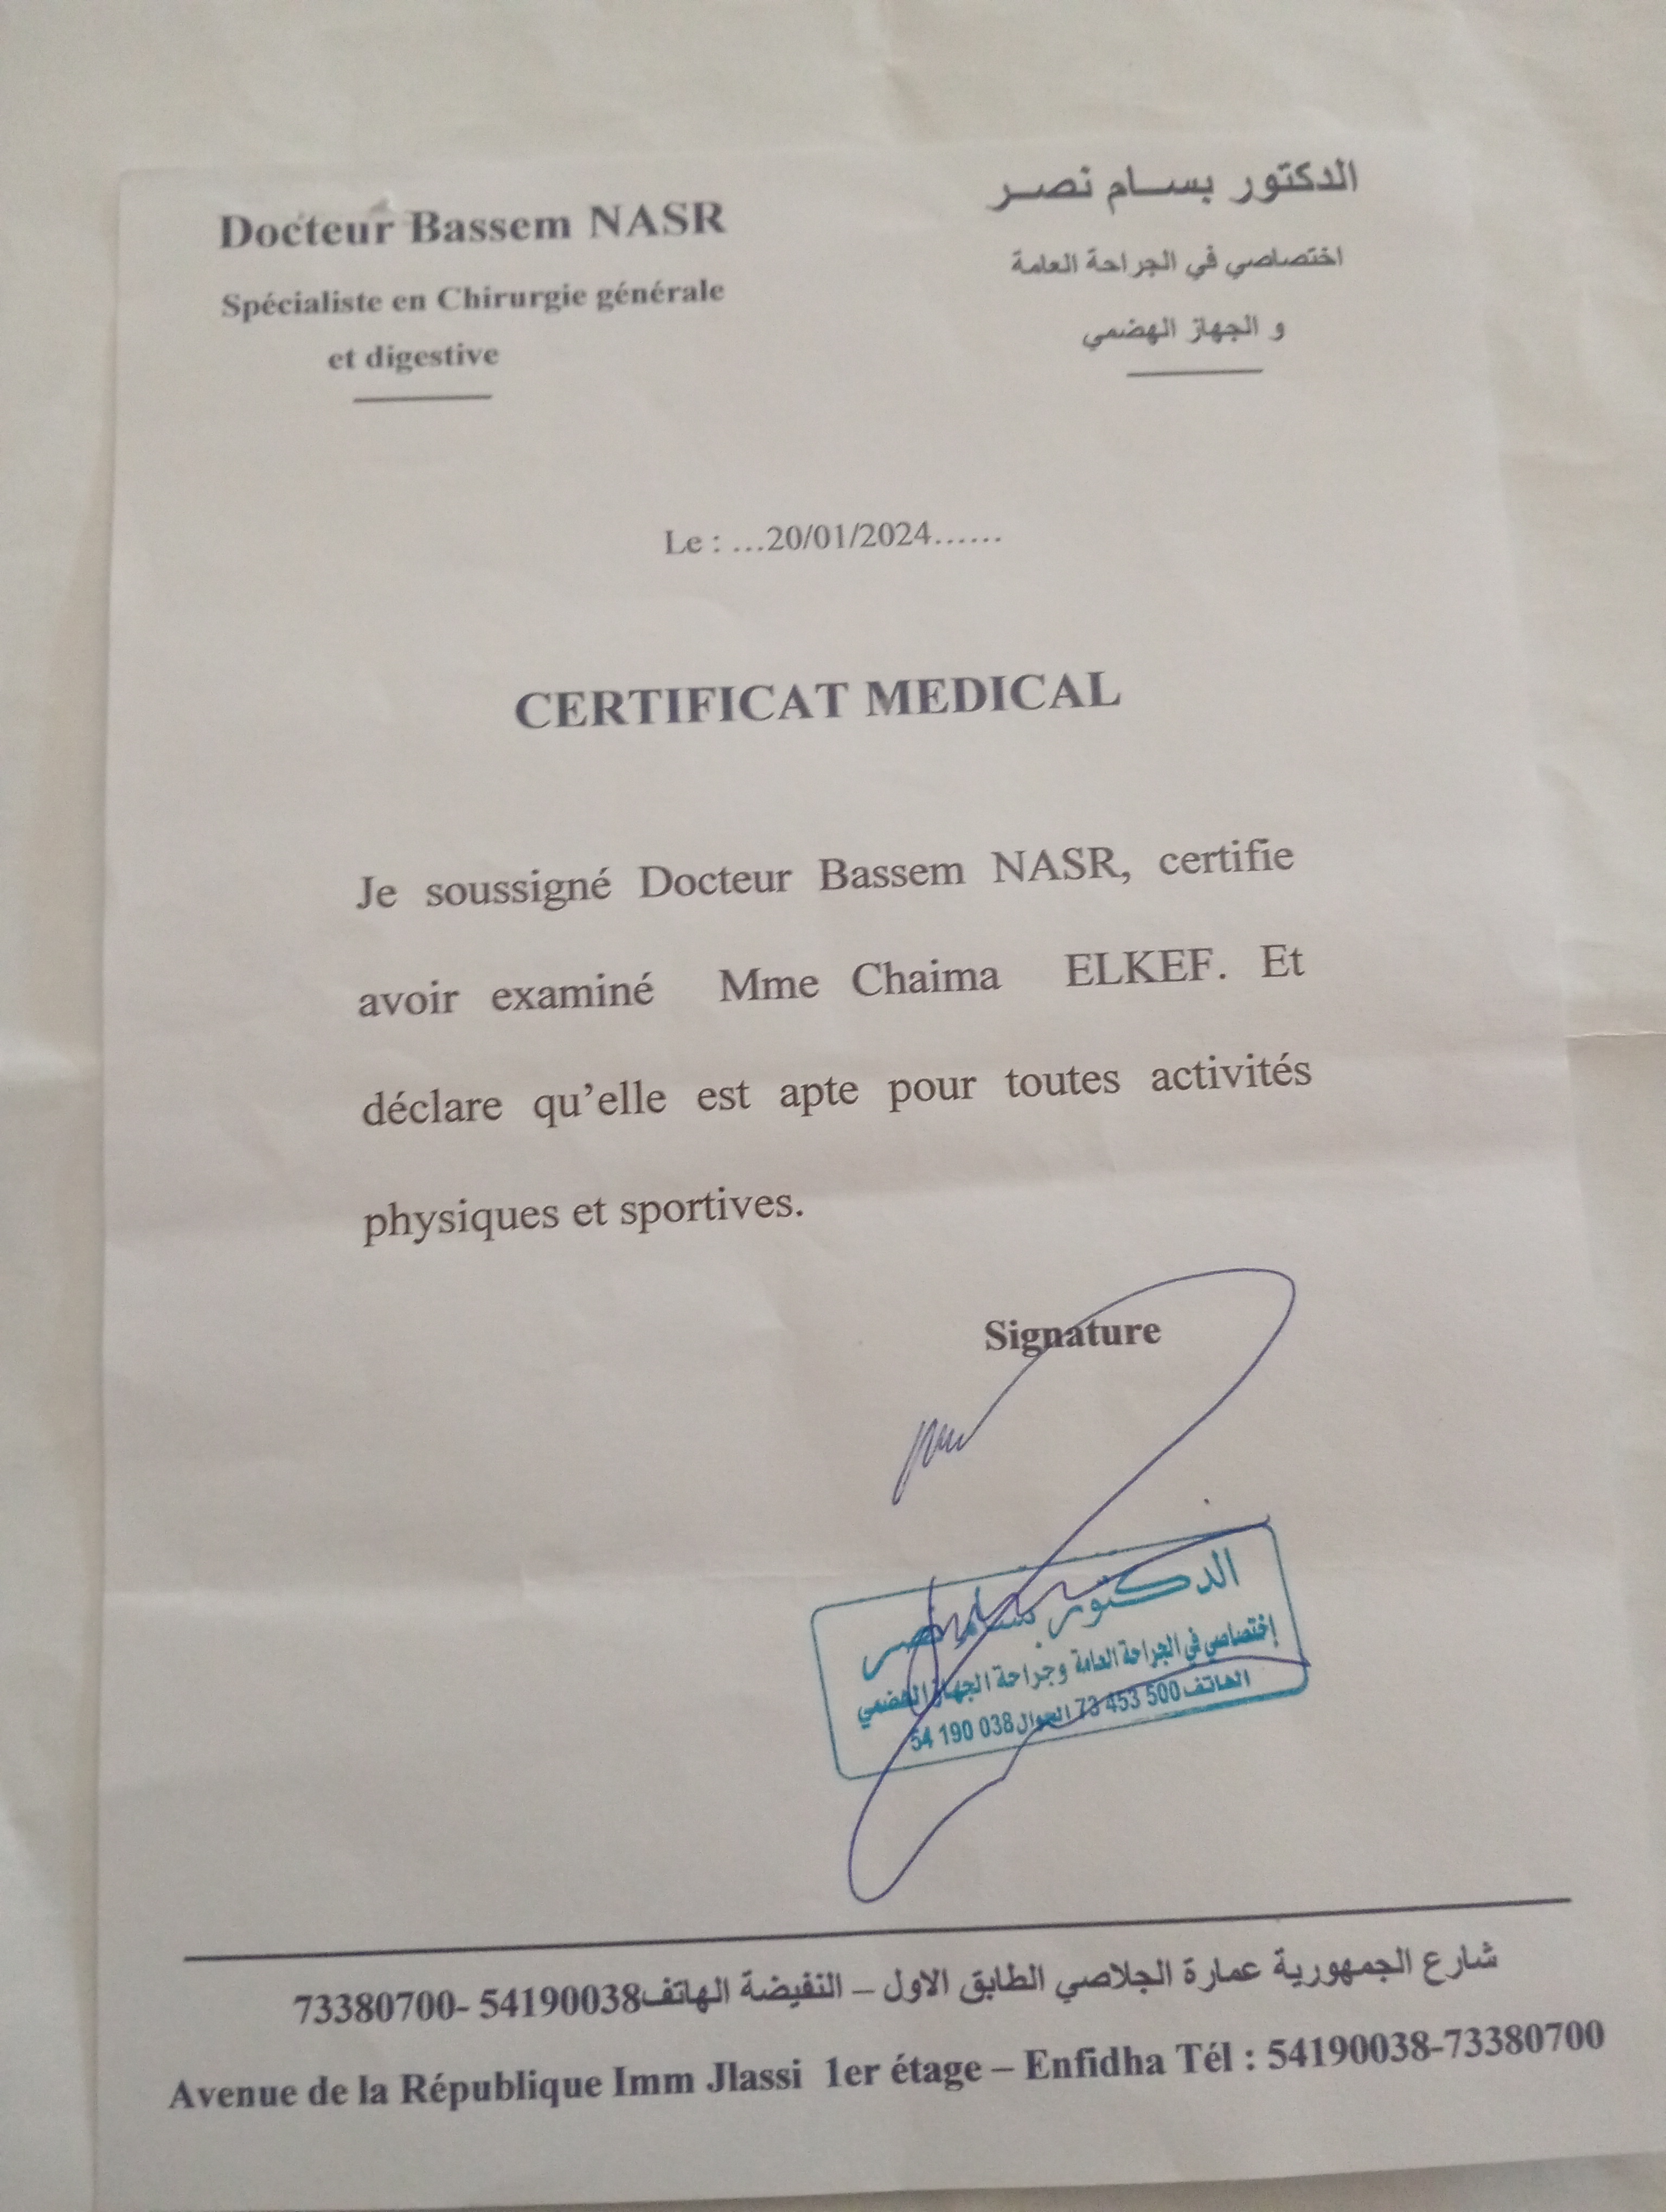 Docteur Bassem NASR
Spécialiste en Chirurgie générale
et digestive
الدكتور بسام نصر
اختصاصي في الجراحة العامة
و الجهاز الهضمي
Le : ...20/01/2024......
CERTIFICAT MEDICAL
Je soussigné Docteur Bassem NASR, certifie
avoir examiné Mme Chaima ELKEF. Et
déclare qu'elle est apte pour toutes activités
physiques et sportives.
Signature
الدكتور بسام نصر
إختصاصي في الجراحة العامة وجراحة الجهاز الهضمي
الهاتف 500 453 73 الجوال 038 190 54
شارع الجمهورية عمارة الجلاصي الطابق الاول – النفيضة الهاتف54190038 -73380700
Avenue de la République Imm Jlassi 1er étage – Enfidha Tél : 54190038-73380700